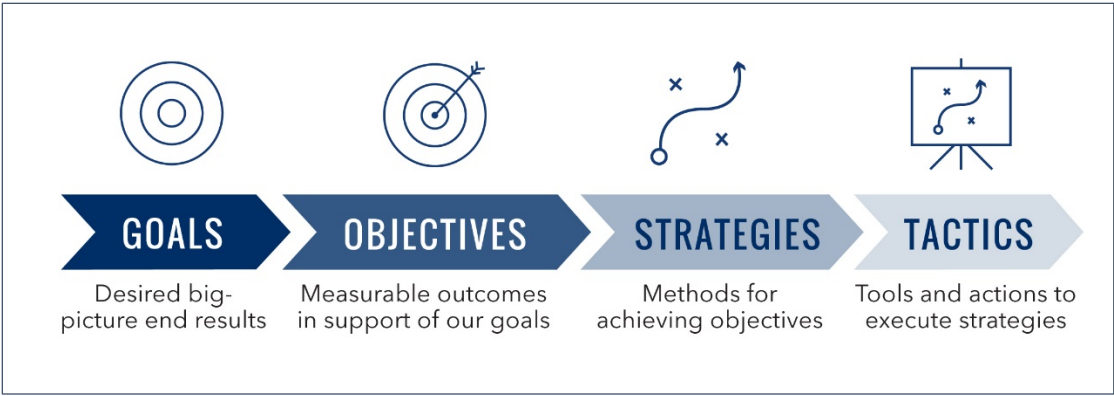 GOALS
Desired big-
picture end results
OBJECTIVES
Measurable outcomes
in support of our goals
STRATEGIES
Methods for
achieving objectives
TACTICS
Tools and actions to
execute strategies